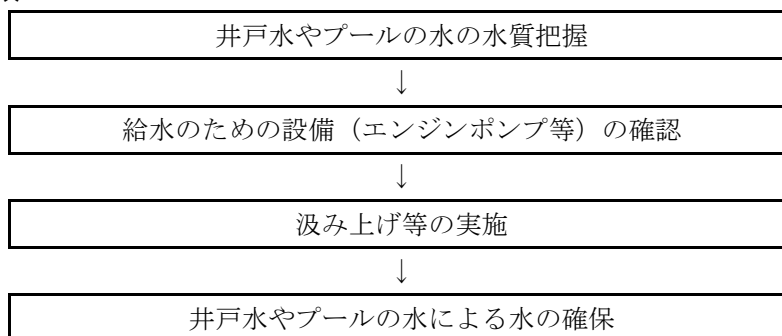 井戸水やプールの水の水質把握
↓
給水のための設備（エンジンポンプ等）の確認
↓
汲み上げ等の実施
↓
井戸水やプールの水による水の確保